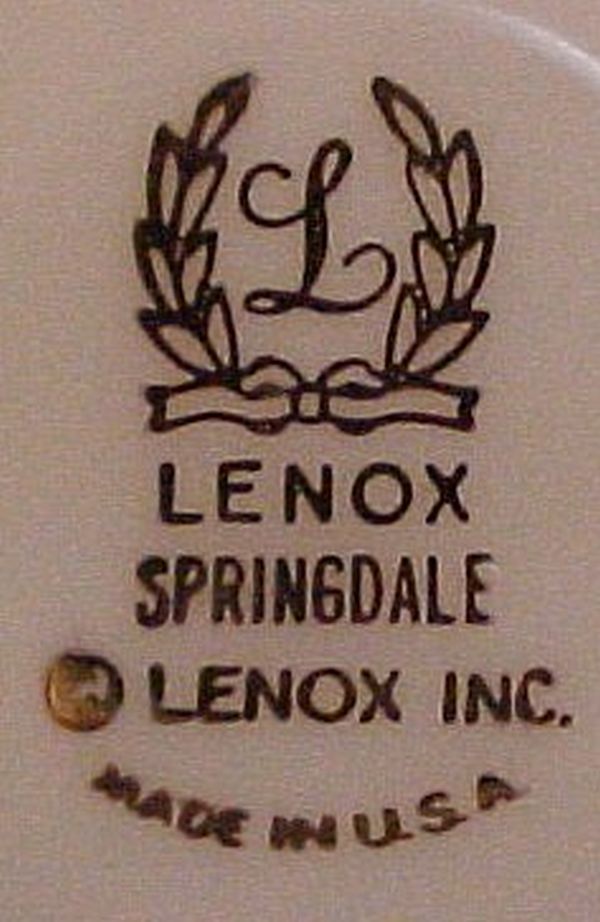 L
LENOX
SPRINGDALE
© LENOX INC.
MADE IN U.S.A